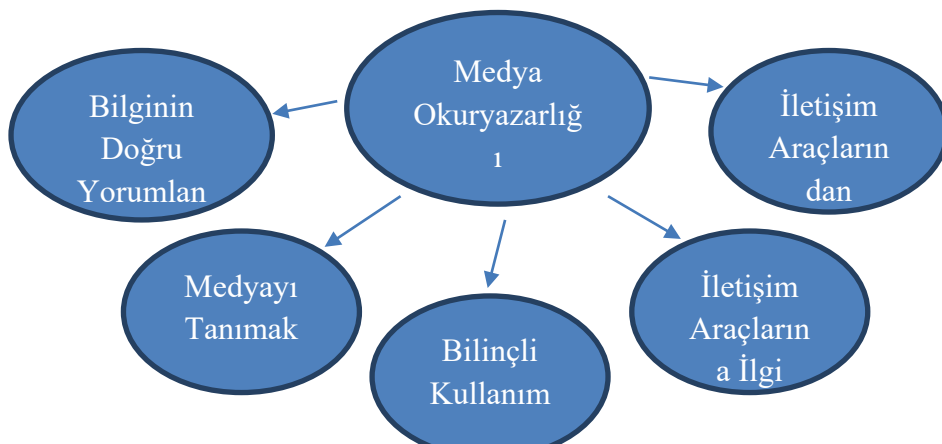 Medya
Okuryazarlığ
ı
Bilginin
Doğru
Yorumlan
İletişim
Araçların
dan
Medyayı
Tanımak
Bilinçli
Kullanım
İletişim
Araçların
a İlgi